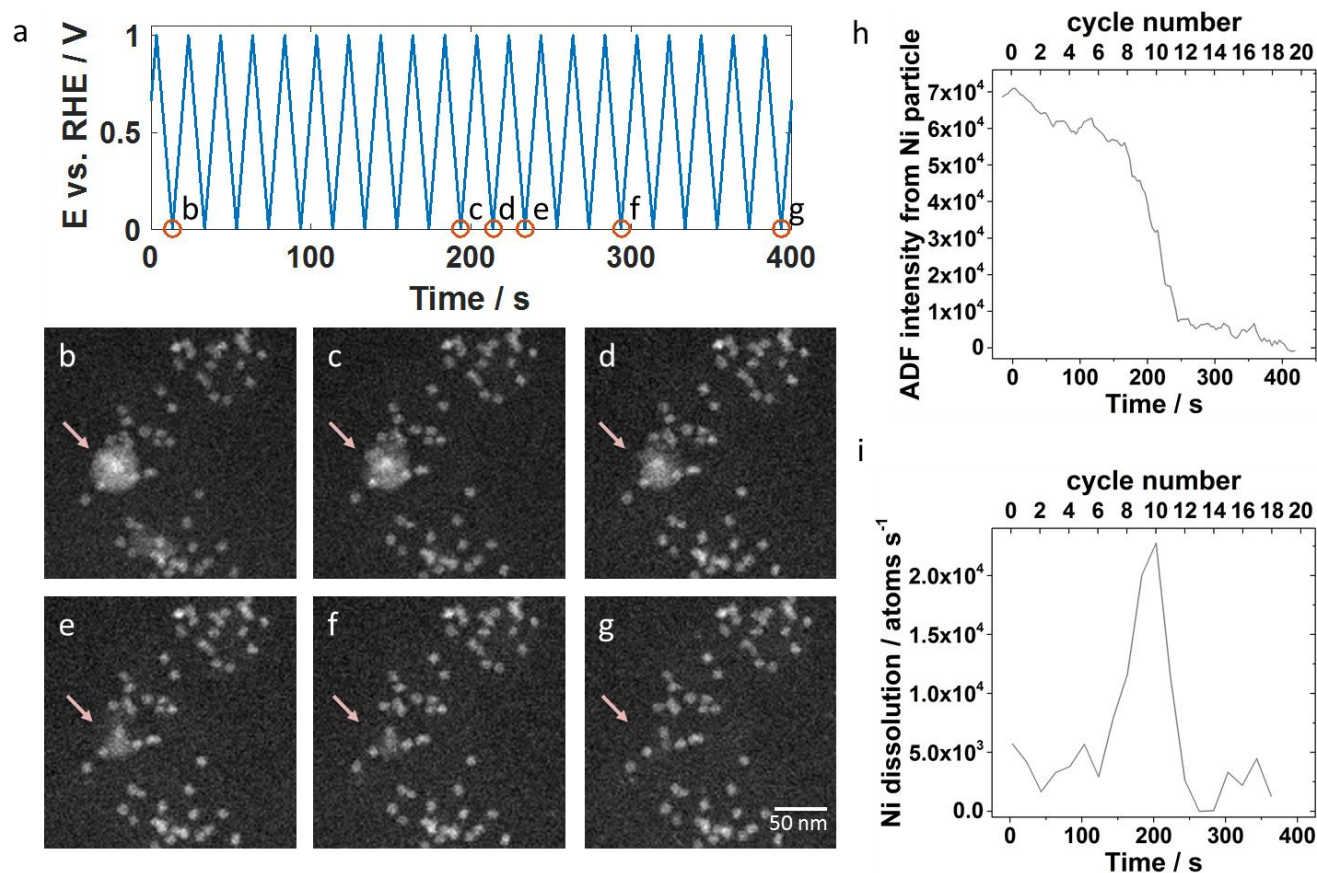 a
E vs. RHE / V
1
0.5
0
b
c
d
e
f
g
0
100
200
300
400
Time / s
b
c
d
e
f
g
50 nm
h
cycle number
0 2 4 6 8 10 12 14 16 18 20
ADF intensity from Ni particle
7x10⁴
6x10⁴
5x10⁴
4x10⁴
3x10⁴
2x10⁴
1x10⁴
0
0 100 200 300 400
Time / s
i
cycle number
0 2 4 6 8 10 12 14 16 18 20
Ni dissolution / atoms s⁻¹
2.0x10⁴
1.5x10⁴
1.0x10⁴
5.0x10³
0.0
0 100 200 300 400
Time / s